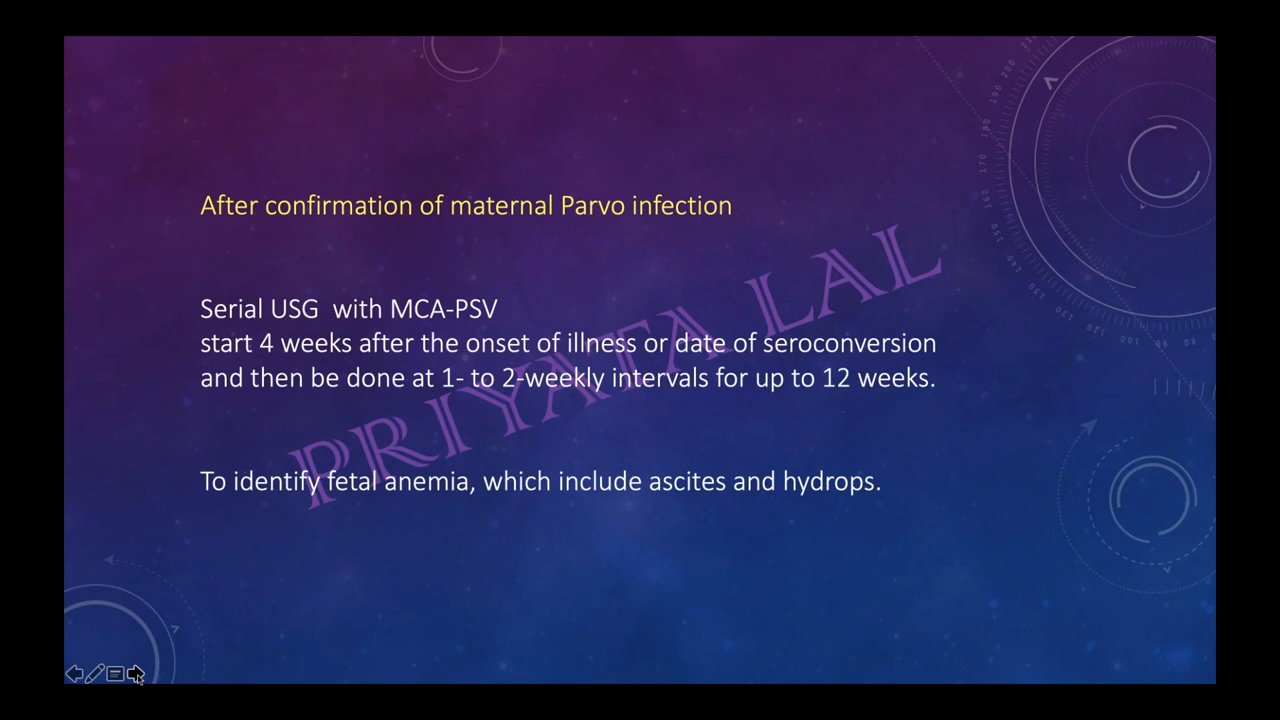 After confirmation of maternal Parvo infection
Serial USG with MCA-PSV
start 4 weeks after the onset of illness or date of seroconversion
and then be done at 1- to 2-weekly intervals for up to 12 weeks.
To identify fetal anemia, which include ascites and hydrops.
PRIYATA LAL